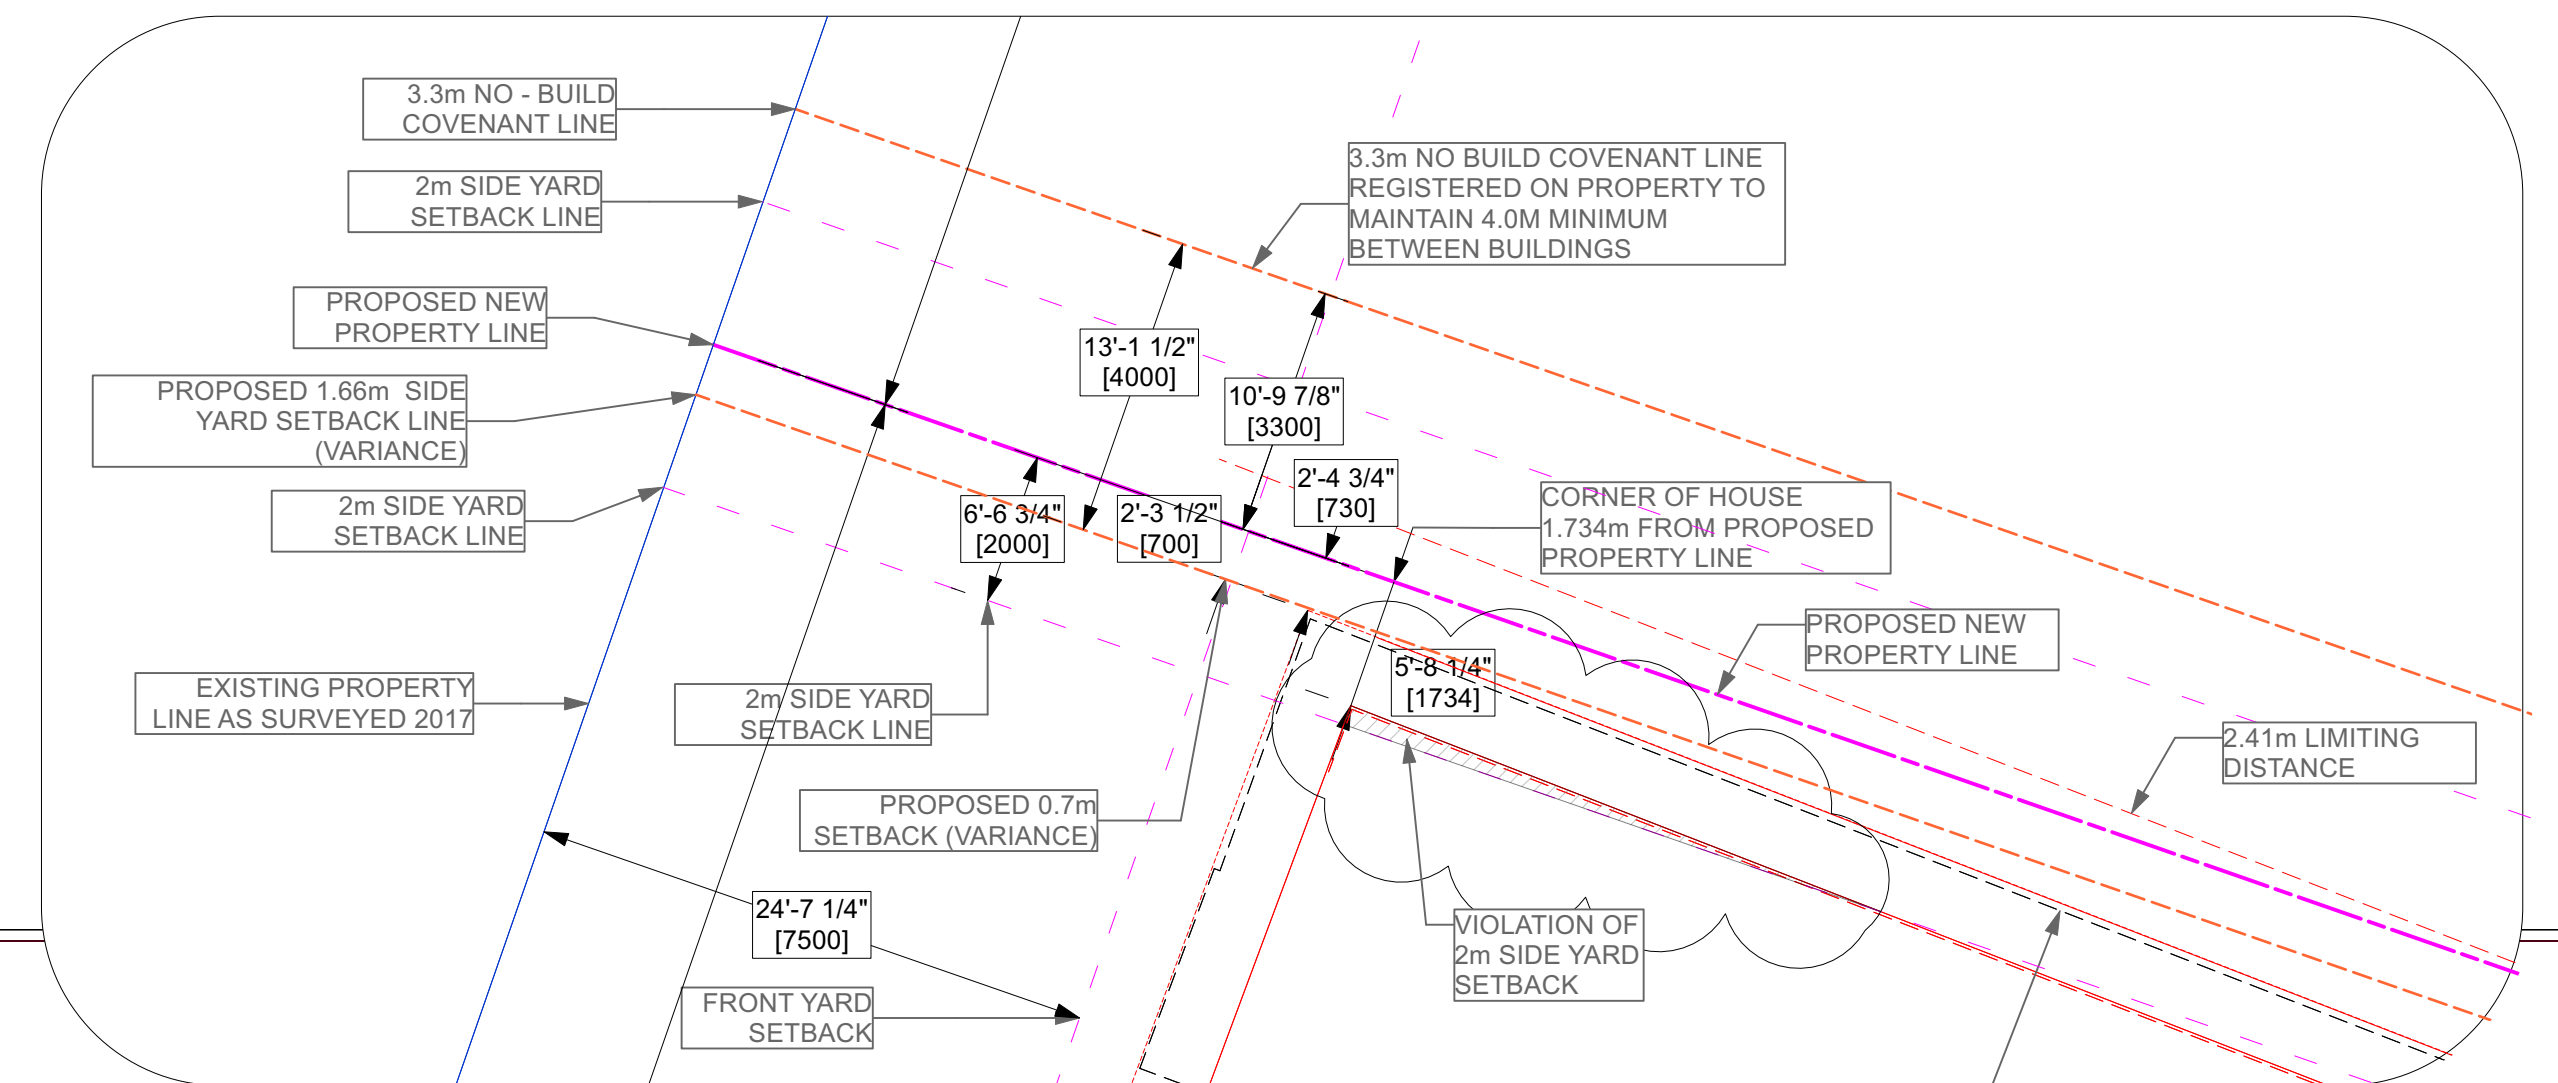 3.3m NO - BUILD
COVENANT LINE
2m SIDE YARD
SETBACK LINE
PROPOSED NEW
PROPERTY LINE
PROPOSED 1.66m SIDE
YARD SETBACK LINE
(VARIANCE)
2m SIDE YARD
SETBACK LINE
EXISTING PROPERTY
LINE AS SURVEYED 2017
3.3m NO BUILD COVENANT LINE
REGISTERED ON PROPERTY TO
MAINTAIN 4.0M MINIMUM
BETWEEN BUILDINGS
13'-1 1/2"
[4000]
10'-9 7/8"
[3300]
2'-4 3/4"
[730]
6'-6 3/4"
[2000]
2'-3 1/2"
[700]
CORNER OF HOUSE
1.734m FROM PROPOSED
PROPERTY LINE
PROPOSED NEW
PROPERTY LINE
5'-8 1/4"
[1734]
2m SIDE YARD
SETBACK LINE
2.41m LIMITING
DISTANCE
PROPOSED 0.7m
SETBACK (VARIANCE)
24'-7 1/4"
[7500]
VIOLATION OF
2m SIDE YARD
SETBACK
FRONT YARD
SETBACK